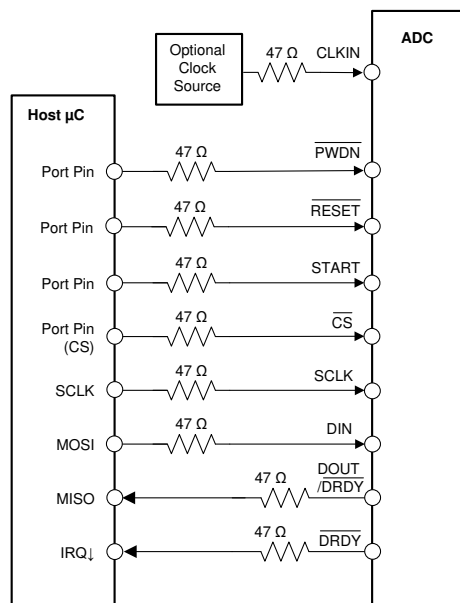 ADC
Optional
Clock
Source
47 Ω
CLKIN
Host µC
Port Pin
47 Ω
PWDN
Port Pin
47 Ω
RESET
Port Pin
47 Ω
START
Port Pin
(CS)
47 Ω
CS
SCLK
47 Ω
SCLK
MOSI
47 Ω
DIN
MISO
47 Ω
DOUT
/DRDY
IRQ↓
47 Ω
DRDY